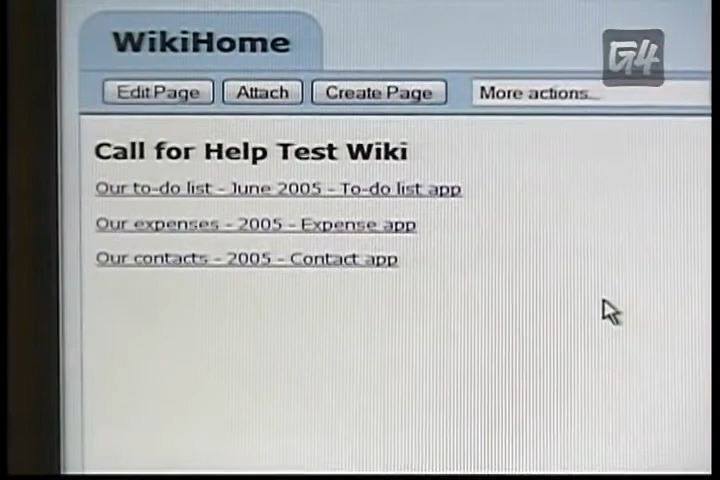 WikiHome
G4
Edit Page Attach Create Page More actions...
Call for Help Test Wiki
Our to-do list - June 2005 - To-do list app
Our expenses - 2005 - Expense app
Our contacts - 2005 - Contact app